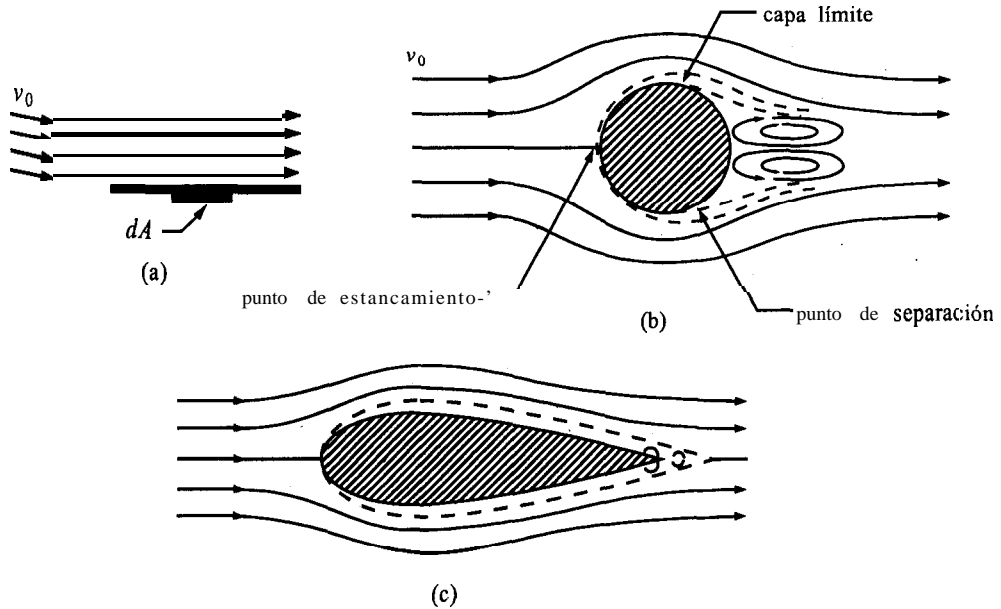 v₀
dA
(a)
capa límite
v₀
punto de estancamiento-'
punto de separación
(b)
(c)